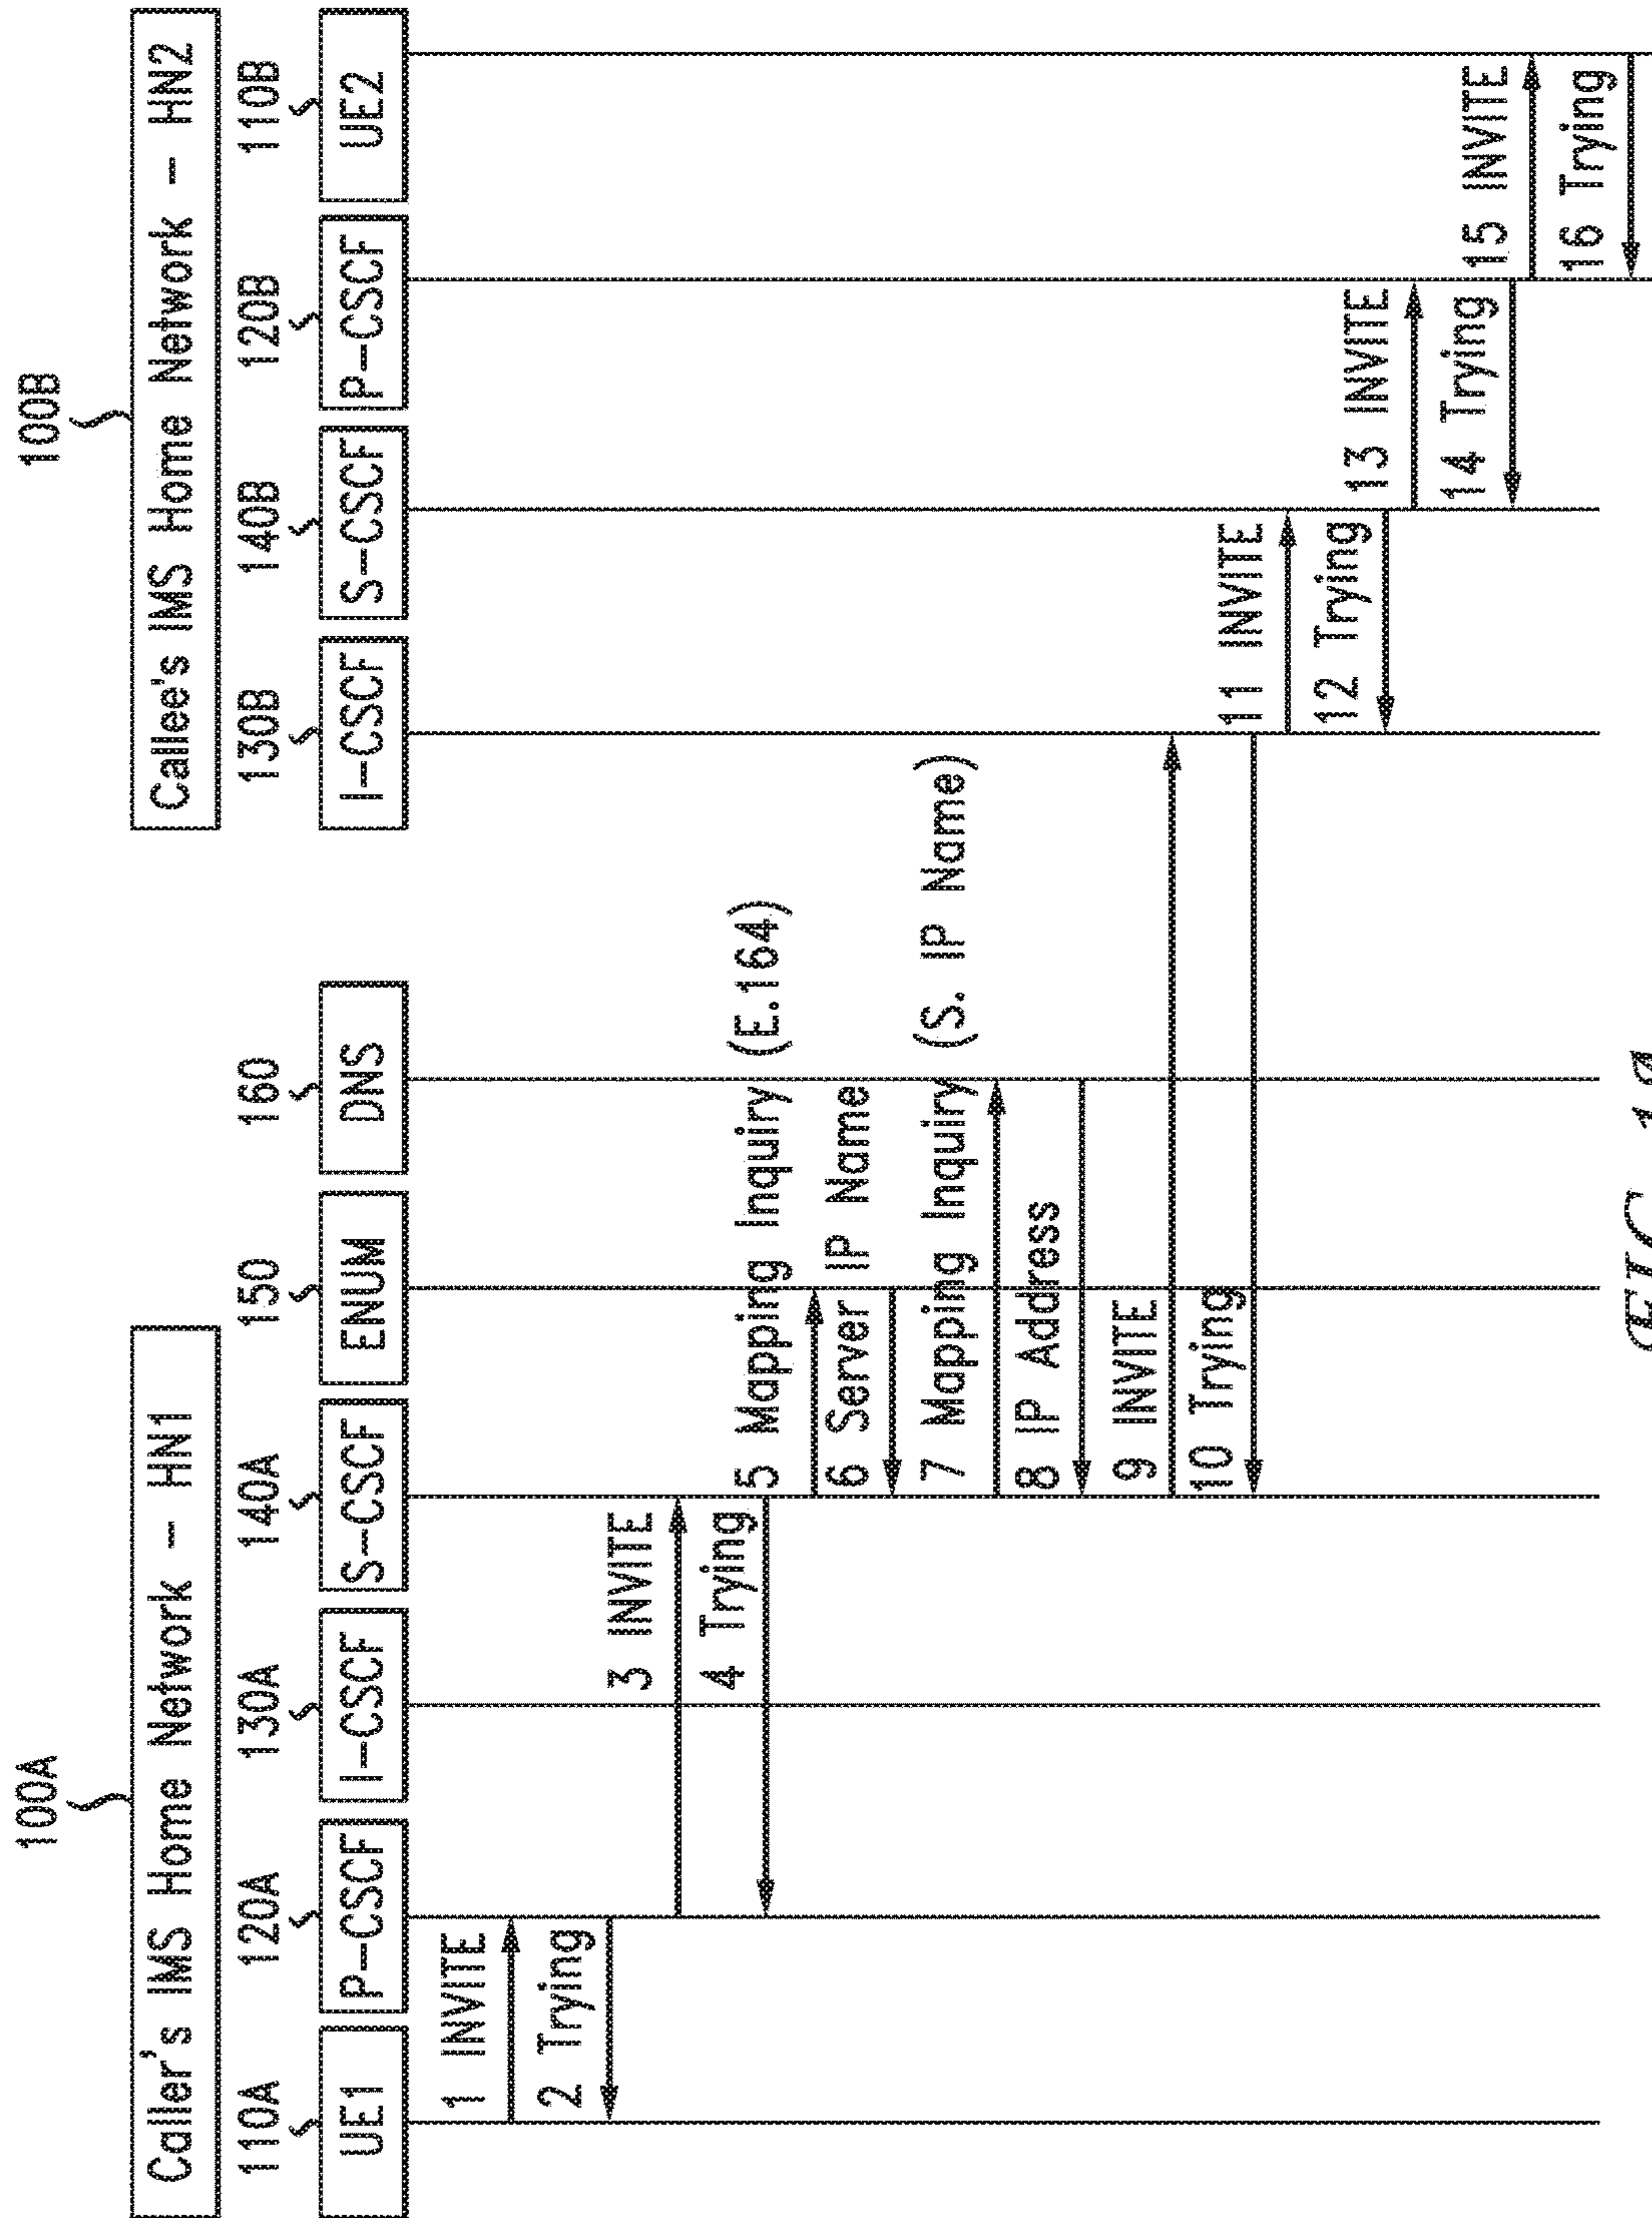 100A
100B
Caller's IMS Home Network - HN1
Callee's IMS Home Network - HN2
110A
120A
130A
140A
150
160
130B
140B
120B
110B
UE1
P-CSCF
I-CSCF
S-CSCF
ENUM
DNS
I-CSCF
S-CSCF
P-CSCF
UE2
1 INVITE
2 Trying
3 INVITE
4 Trying
5 Mapping Inquiry (E.164)
6 Server IP Name
7 Mapping Inquiry (S. IP Name)
8 IP Address
9 INVITE
10 Trying
11 INVITE
12 Trying
13 INVITE
14 Trying
15 INVITE
16 Trying